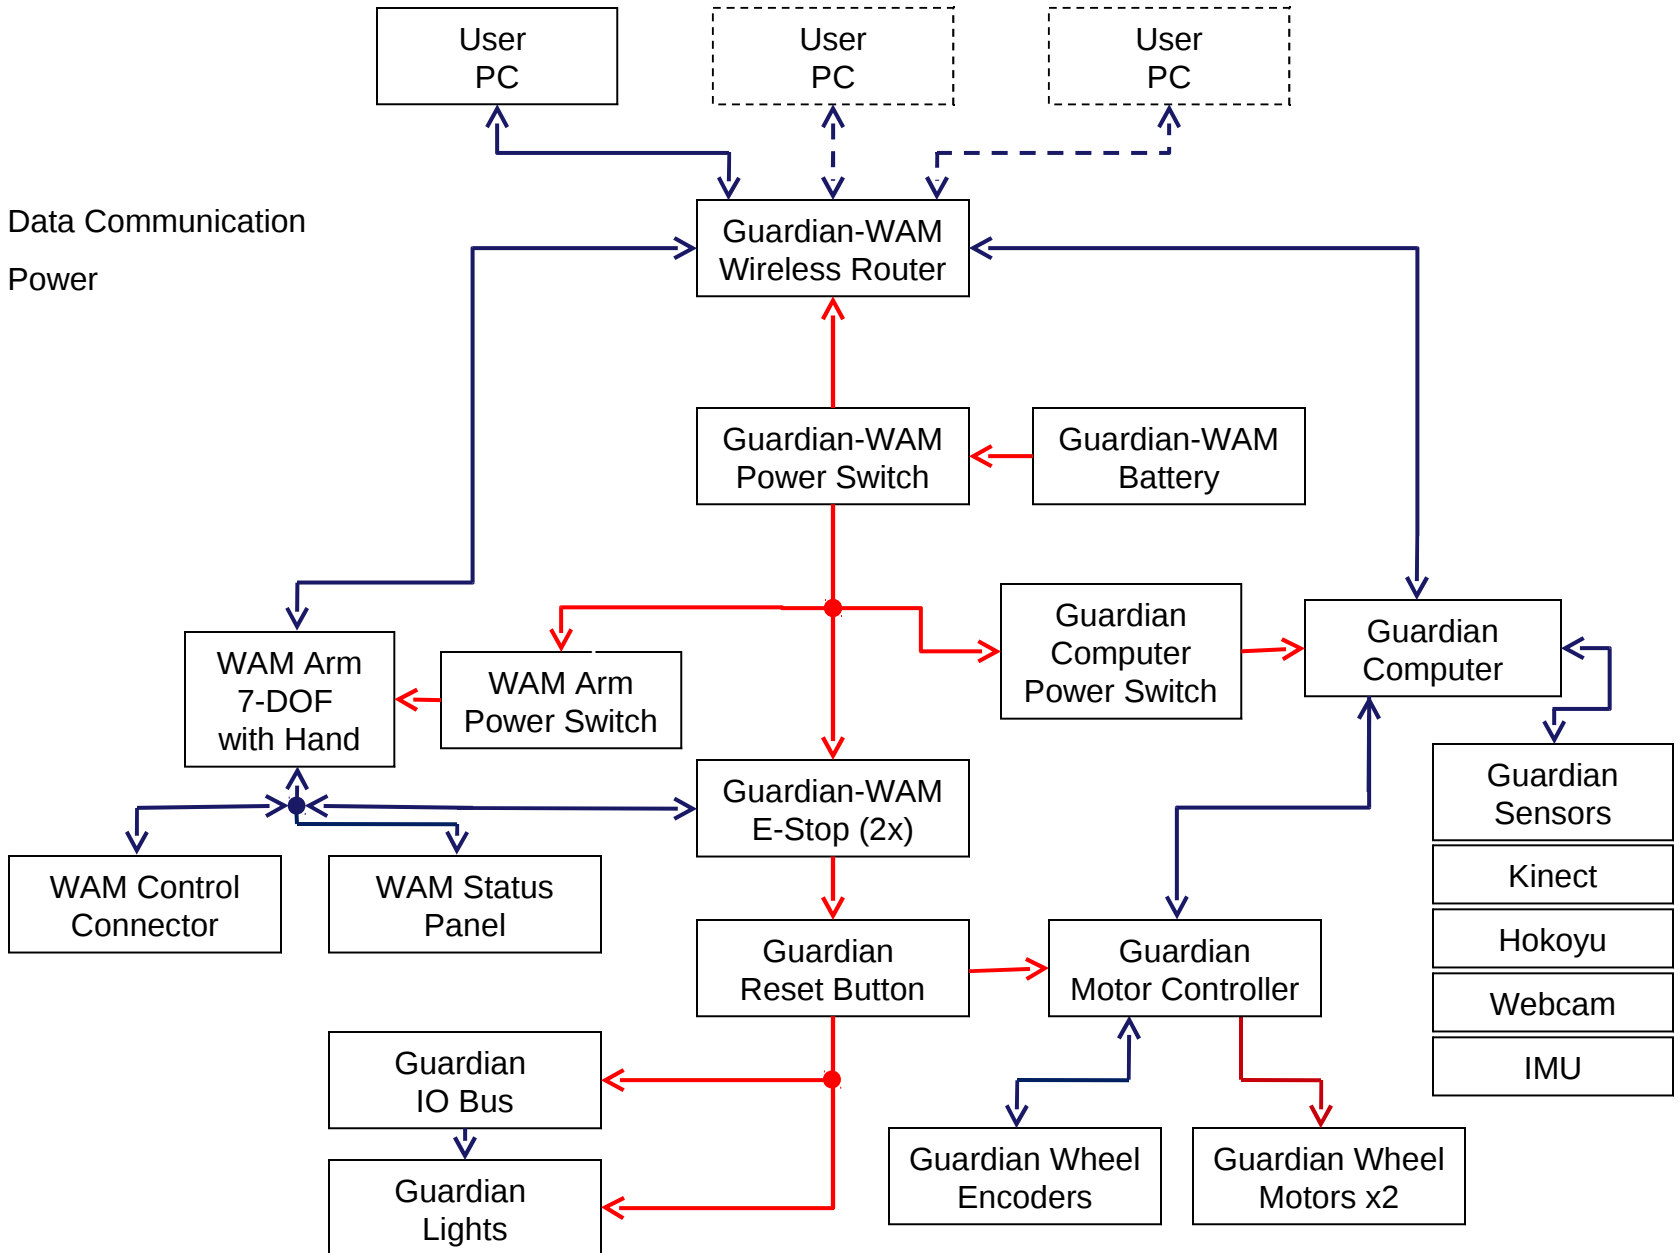 User
PC
User
PC
User
PC
Data Communication
Power
Guardian-WAM
Wireless Router
Guardian-WAM
Power Switch
Guardian-WAM
Battery
WAM Arm
7-DOF
with Hand
WAM Arm
Power Switch
Guardian
Computer
Power Switch
Guardian
Computer
Guardian-WAM
E-Stop (2x)
Guardian
Sensors
Kinect
Hokoyu
Webcam
IMU
WAM Control
Connector
WAM Status
Panel
Guardian
Reset Button
Guardian
Motor Controller
Guardian
IO Bus
Guardian
Lights
Guardian Wheel
Encoders
Guardian Wheel
Motors x2